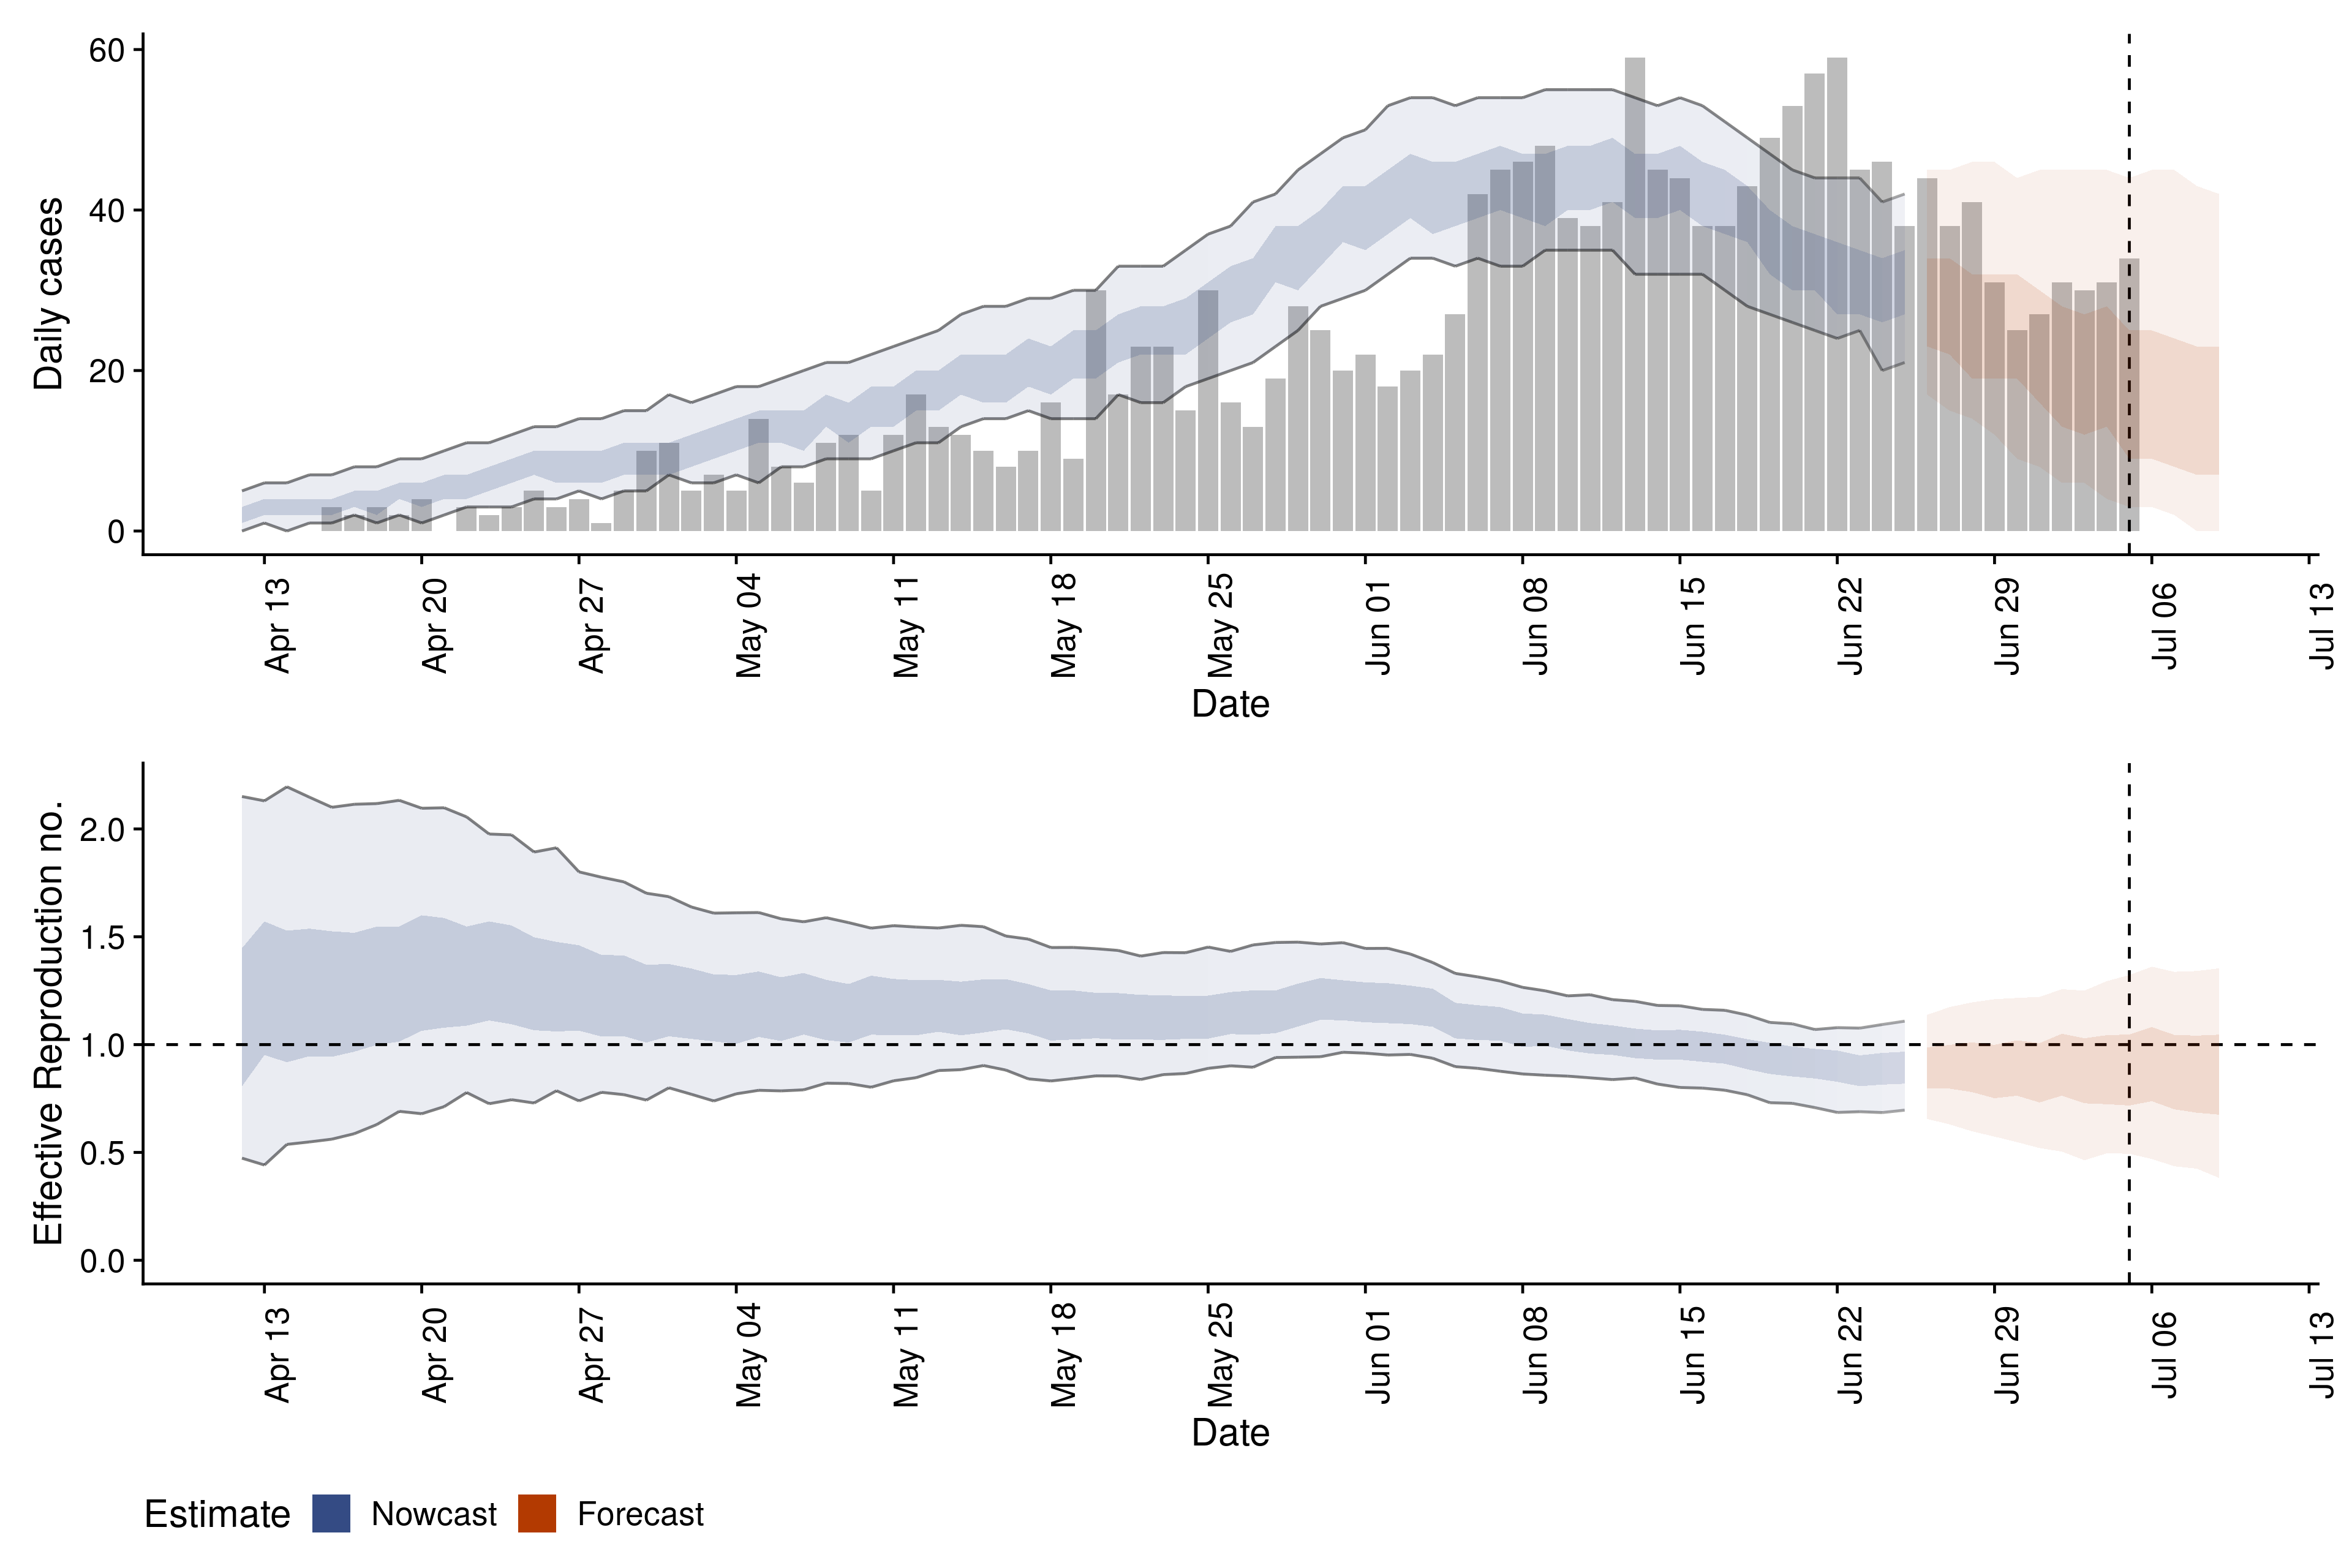 Daily cases
60
40
20
0
Apr 13
Apr 20
Apr 27
May 04
May 11
May 18
May 25
Jun 01
Jun 08
Jun 15
Jun 22
Jun 29
Jul 06
Jul 13
Date
Effective Reproduction no.
2.0
1.5
1.0
0.5
0.0
Apr 13
Apr 20
Apr 27
May 04
May 11
May 18
May 25
Jun 01
Jun 08
Jun 15
Jun 22
Jun 29
Jul 06
Jul 13
Date
Estimate Nowcast Forecast